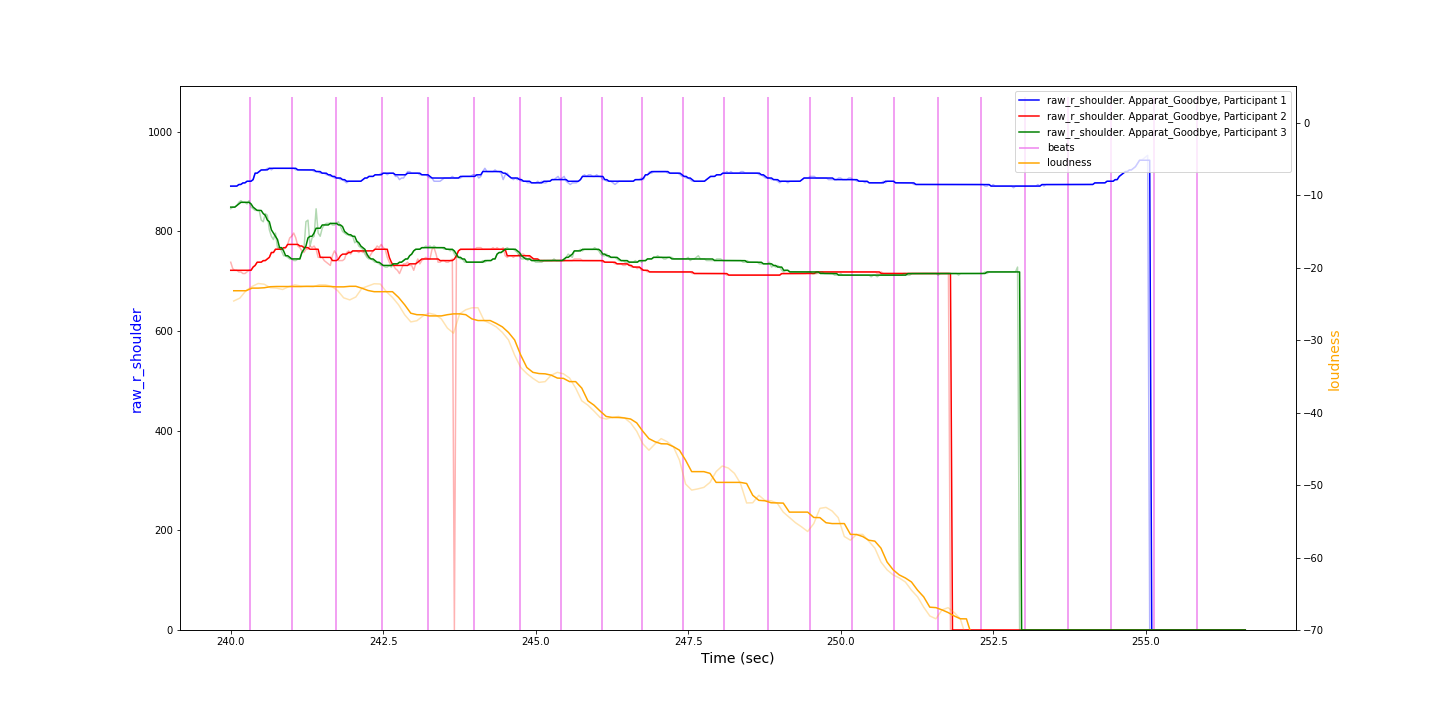 raw_r_shoulder. Apparat_Goodbye, Participant 1
raw_r_shoulder. Apparat_Goodbye, Participant 2
raw_r_shoulder. Apparat_Goodbye, Participant 3
beats
loudness
1000
800
600
400
200
0
raw_r_shoulder
0
−10
−20
−30
−40
−50
−60
−70
loudness
240.0 242.5 245.0 247.5 250.0 252.5 255.0
Time (sec)